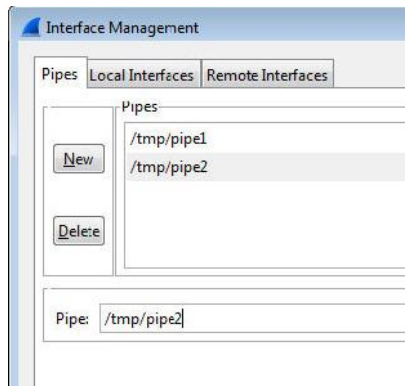 Interface Management
Pipes Local Interfaces Remote Interfaces
Pipes
/tmp/pipe1
New
/tmp/pipe2
Delete
Pipe: /tmp/pipe2